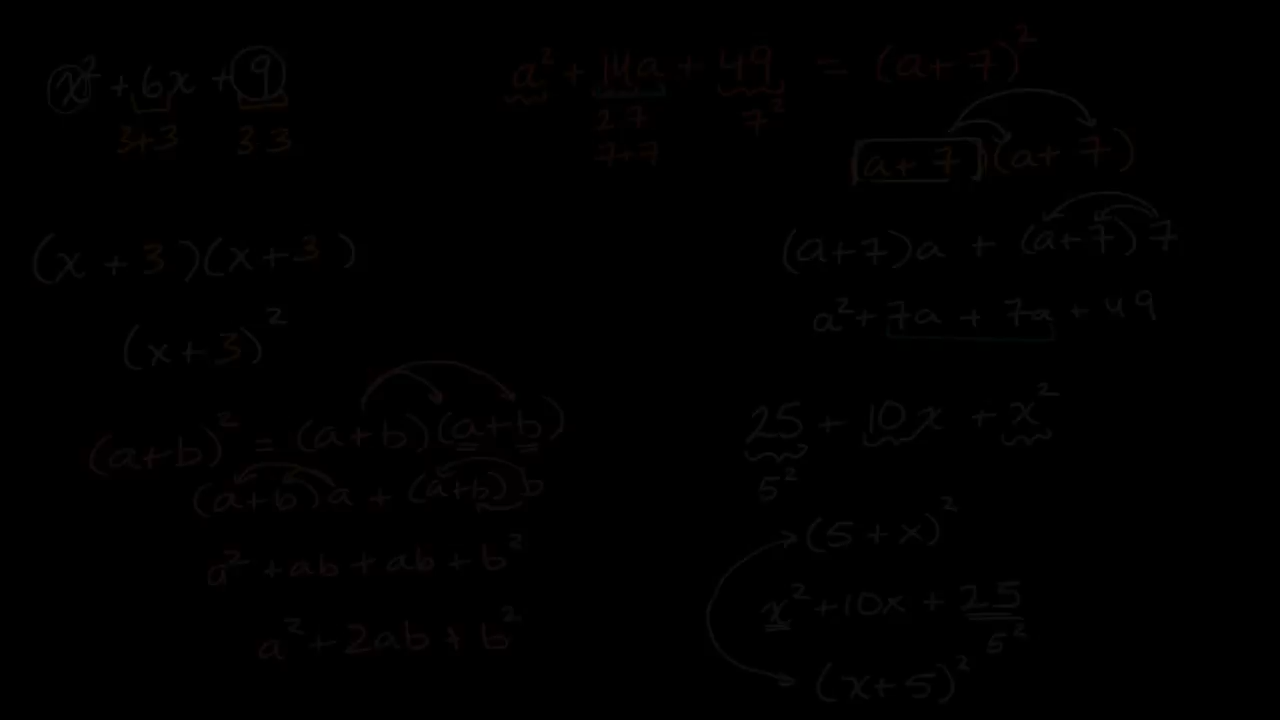 x² + 6x + 9
3+3 3 3
(x + 3)(x + 3)
(x + 3)²
(a+b)² = (a+b)(a+b)
(a+b)a + (a+b)b
a² + ab + ab + b²
a² + 2ab + b²
a² + 14a + 49 = (a+7)²
2·7 7²
7+7
(a+7)(a+7)
(a+7)a + (a+7)7
a² + 7a + 7a + 49
25 + 10x + x²
5²
(5 + x)²
x² + 10x + 25
5²
(x+5)²